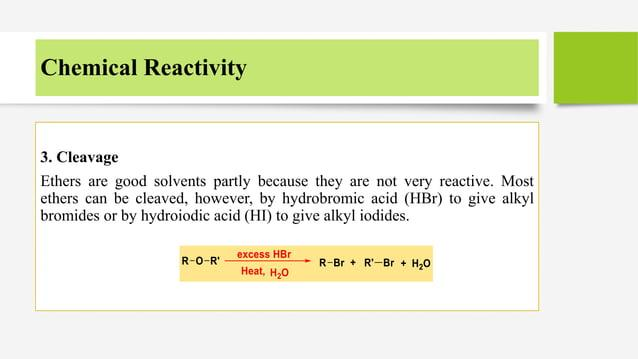 Chemical Reactivity
3. Cleavage
Ethers are good solvents partly because they are not very reactive. Most
ethers can be cleaved, however, by hydrobromic acid (HBr) to give alkyl
bromides or by hydroiodic acid (HI) to give alkyl iodides.
excess HBr
R–O–R' R–Br + R'—Br + H₂O
Heat, H₂O